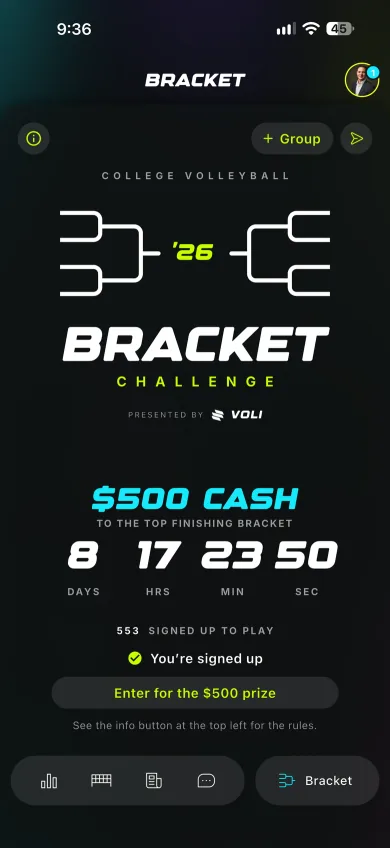 9:36
45
BRACKET
1
+ Group
COLLEGE VOLLEYBALL
'26
BRACKET
CHALLENGE
PRESENTED BY VOLI
$500 CASH
TO THE TOP FINISHING BRACKET
8 17 23 50
DAYS HRS MIN SEC
553 SIGNED UP TO PLAY
You're signed up
Enter for the $500 prize
See the info button at the top left for the rules.
Bracket